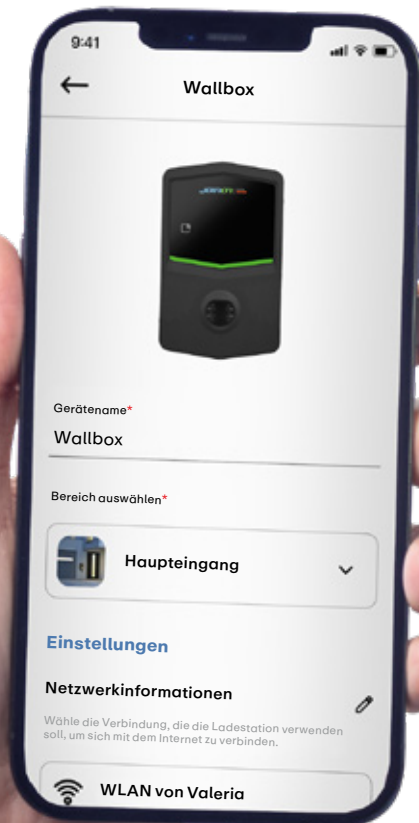 9:41
Wallbox
Gerätename*
Wallbox
Bereich auswählen*
Haupteingang
Einstellungen
Netzwerkinformationen
Wähle die Verbindung, die die Ladestation verwenden
soll, um sich mit dem Internet zu verbinden.
WLAN von Valeria